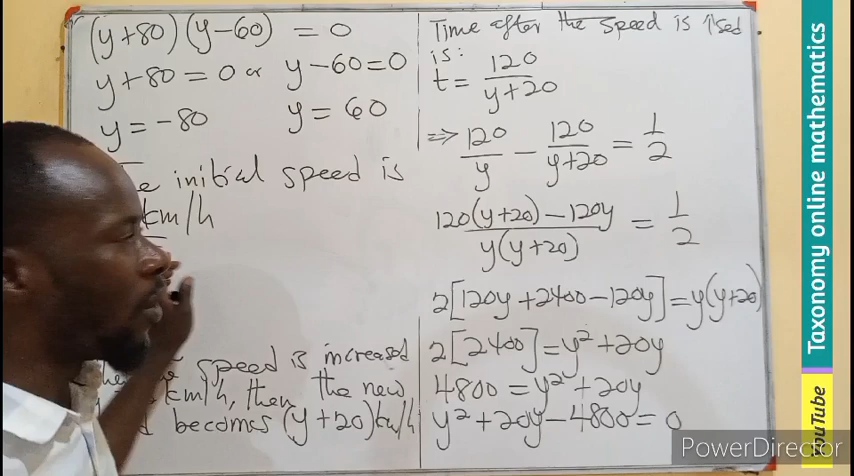 (y+80)(y-60) = 0
y+80=0 or y-60=0
y=-80 y=60
initial speed is
km/h
speed is increased
km/h, then the new
becomes (y+20)km/h
Time after the speed is
is:
t= 120/(y+20)
=> 120/y - 120/(y+20) = 1/2
(120(y+20)-120y)/(y(y+20)) = 1/2
2[120y+2400-120y]=y(y+20)
2[2400]=y²+20y
4800=y²+20y
y²+20y-4800=0
Taxonomy online mathematics
YouTube
PowerDirector